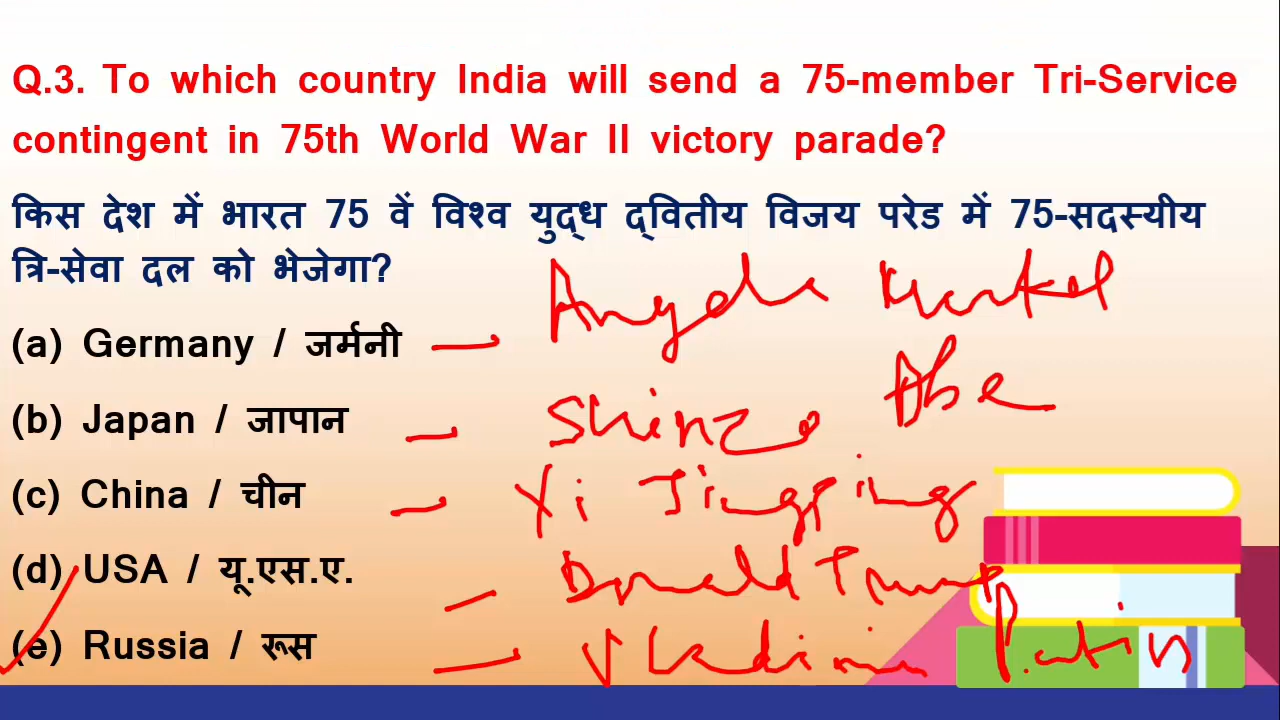 Q.3. To which country India will send a 75-member Tri-Service
contingent in 75th World War II victory parade?
किस देश में भारत 75 वें विश्व युद्ध द्वितीय विजय परेड में 75-सदस्यीय
त्रि-सेवा दल को भेजेगा?
(a) Germany / जर्मनी — Angela Markel
(b) Japan / जापान — Shinzo Abe
(c) China / चीन — Xi Jingping
(d) USA / यू.एस.ए. — Donald Trump
(e) Russia / रूस — Vladimir Putin